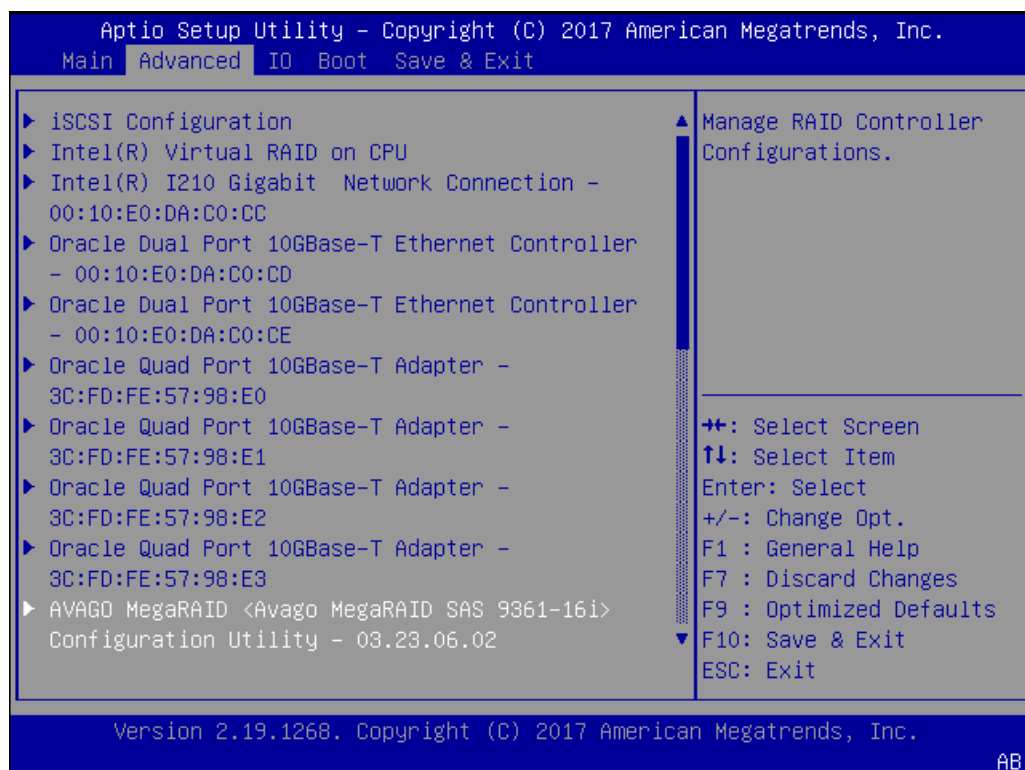 Aptio Setup Utility – Copyright (C) 2017 American Megatrends, Inc.
Main Advanced IO Boot Save & Exit
▶ iSCSI Configuration
▶ Intel(R) Virtual RAID on CPU
▶ Intel(R) I210 Gigabit  Network Connection –
00:10:E0:DA:C0:CC
▶ Oracle Dual Port 10GBase-T Ethernet Controller
– 00:10:E0:DA:C0:CD
▶ Oracle Dual Port 10GBase-T Ethernet Controller
– 00:10:E0:DA:C0:CE
▶ Oracle Quad Port 10GBase-T Adapter –
3C:FD:FE:57:98:E0
▶ Oracle Quad Port 10GBase-T Adapter –
3C:FD:FE:57:98:E1
▶ Oracle Quad Port 10GBase-T Adapter –
3C:FD:FE:57:98:E2
▶ Oracle Quad Port 10GBase-T Adapter –
3C:FD:FE:57:98:E3
▶ AVAGO MegaRAID <Avago MegaRAID SAS 9361-16i>
Configuration Utility – 03.23.06.02
Manage RAID Controller
Configurations.
→←: Select Screen
↑↓: Select Item
Enter: Select
+/-: Change Opt.
F1 : General Help
F7 : Discard Changes
F9 : Optimized Defaults
F10: Save & Exit
ESC: Exit
Version 2.19.1268. Copyright (C) 2017 American Megatrends, Inc.
AB